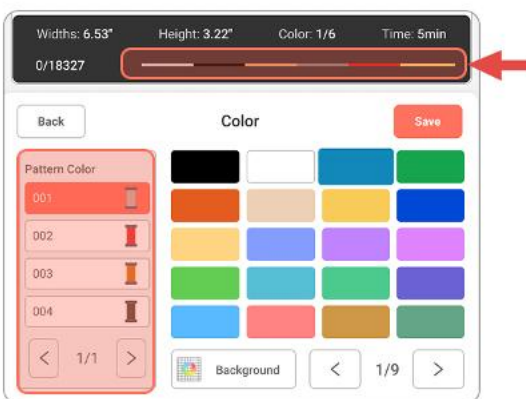 Widths: 6.53" Height: 3.22" Color: 1/6 Time: 5min
0/18327
Back Color Save
Pattern Color
001
002
003
004
< 1/1 >
Background < 1/9 >